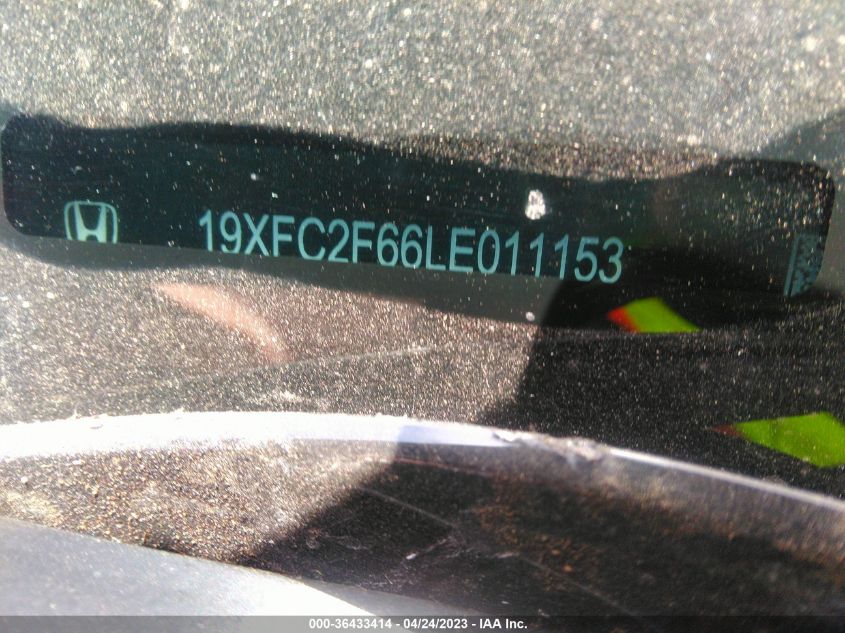 19XFC2F66LE011153
000-36433414 - 04/24/2023 - IAA Inc.